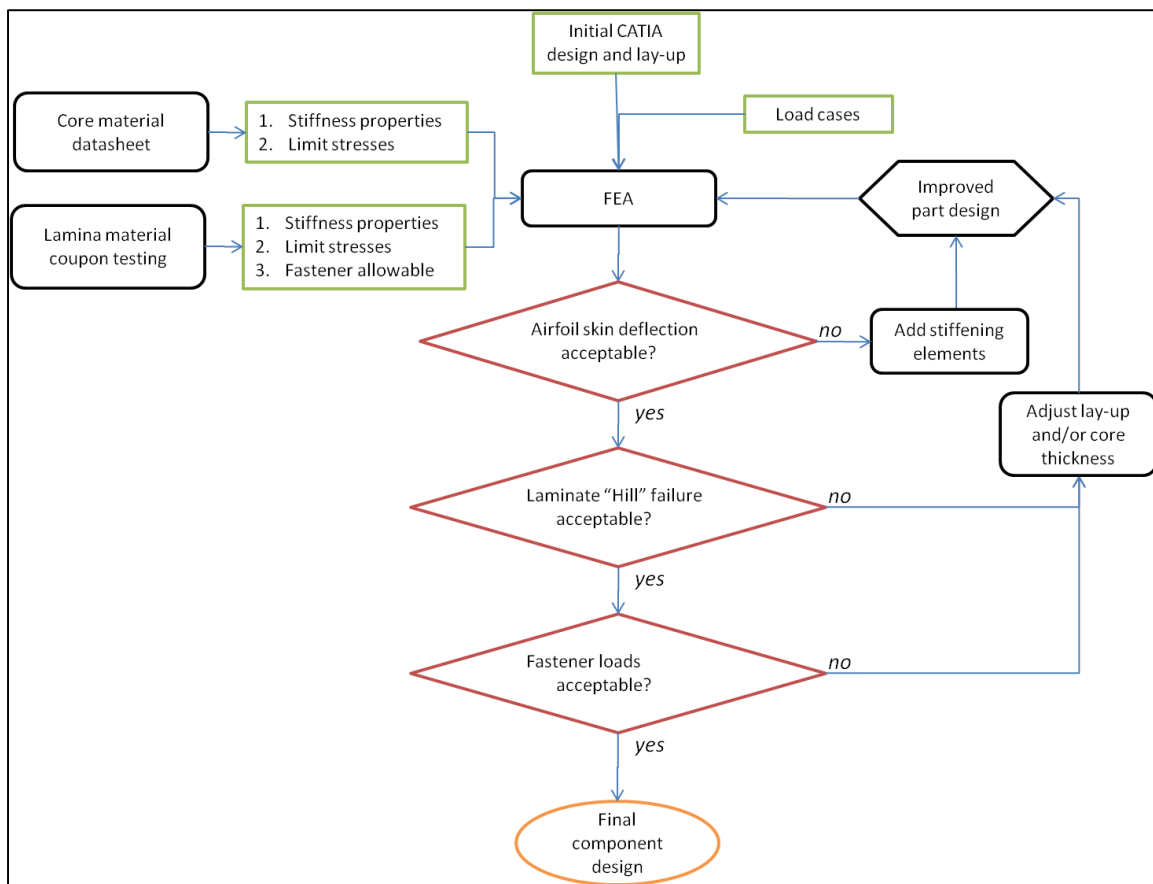 Initial CATIA
design and lay-up
Core material
datasheet
1. Stiffness properties
2. Limit stresses
Load cases
FEA
Improved
part design
Lamina material
coupon testing
1. Stiffness properties
2. Limit stresses
3. Fastener allowable
Airfoil skin deflection
acceptable?
no
Add stiffening
elements
yes
Adjust lay-up
and/or core
thickness
Laminate “Hill” failure
acceptable?
no
yes
Fastener loads
acceptable?
no
yes
Final
component
design